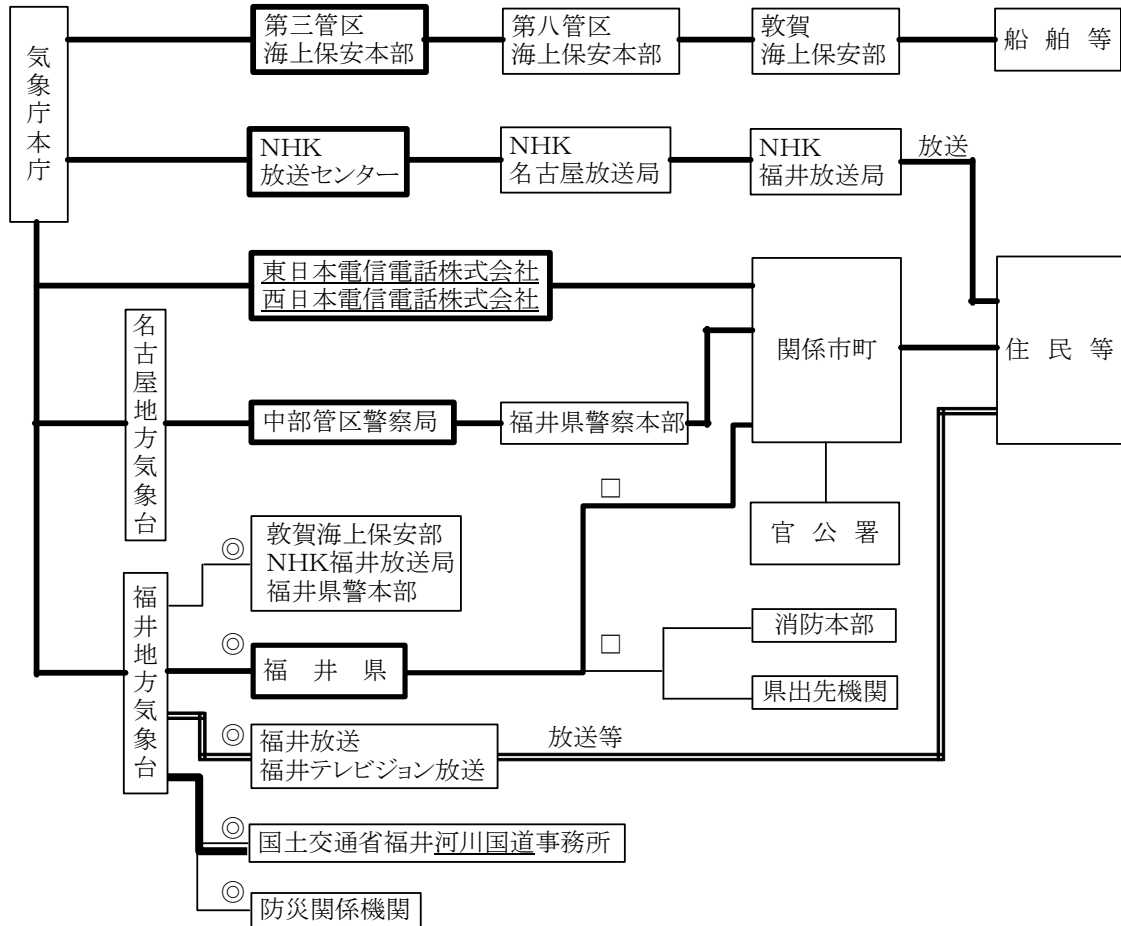 気象庁本庁
第三管区
海上保安本部
第八管区
海上保安本部
敦賀
海上保安部
船舶等
NHK
放送センター
NHK
名古屋放送局
NHK
福井放送局
放送
東日本電信電話株式会社
西日本電信電話株式会社
関係市町
住民等
名古屋地方気象台
中部管区警察局
福井県警察本部
□
官公署
◎
敦賀海上保安部
NHK福井放送局
福井県警本部
福井地方気象台
◎
福井県
□
消防本部
県出先機関
◎
福井放送
福井テレビジョン放送
放送等
◎
国土交通省福井河川国道事務所
◎
防災関係機関